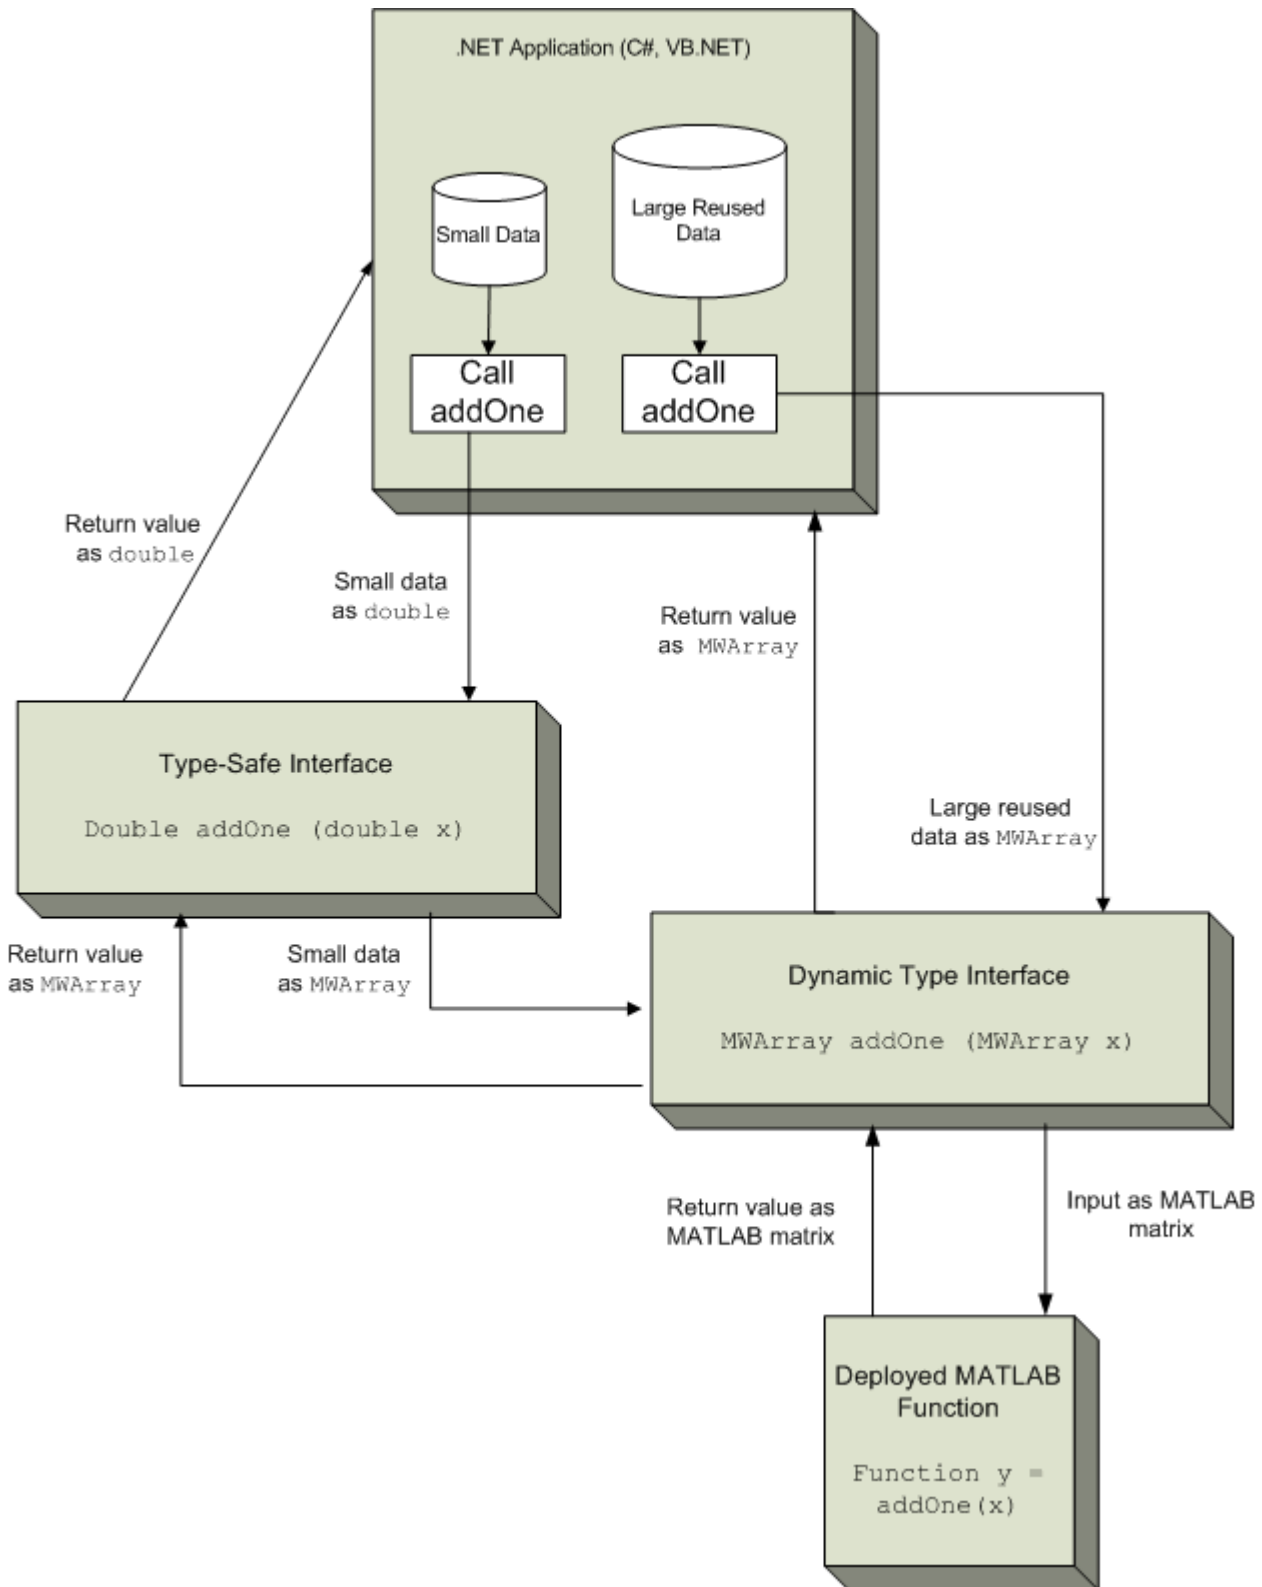 .NET Application (C#, VB.NET)
Small Data
Large Reused
Data
Call
addOne
Call
addOne
Return value
as double
Small data
as double
Return value
as MWArray
Type-Safe Interface
Double addOne (double x)
Large reused
data as MWArray
Return value
as MWArray
Small data
as MWArray
Dynamic Type Interface
MWArray addOne (MWArray x)
Return value as
MATLAB matrix
Input as MATLAB
matrix
Deployed MATLAB
Function
Function y =
addOne(x)